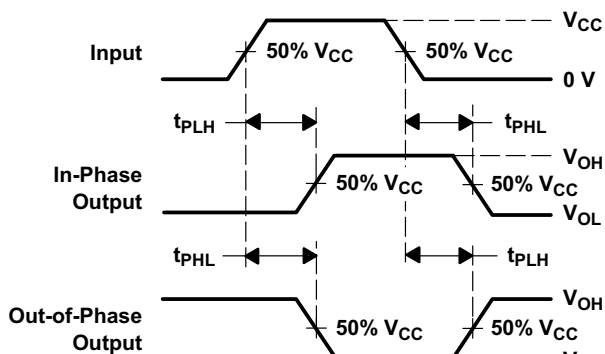 VCC
Input
50% VCC
50% VCC
0 V
tPLH
tPHL
VOH
In-Phase
Output
50% VCC
50% VCC
VOL
tPHL
tPLH
VOH
Out-of-Phase
Output
50% VCC
50% VCC